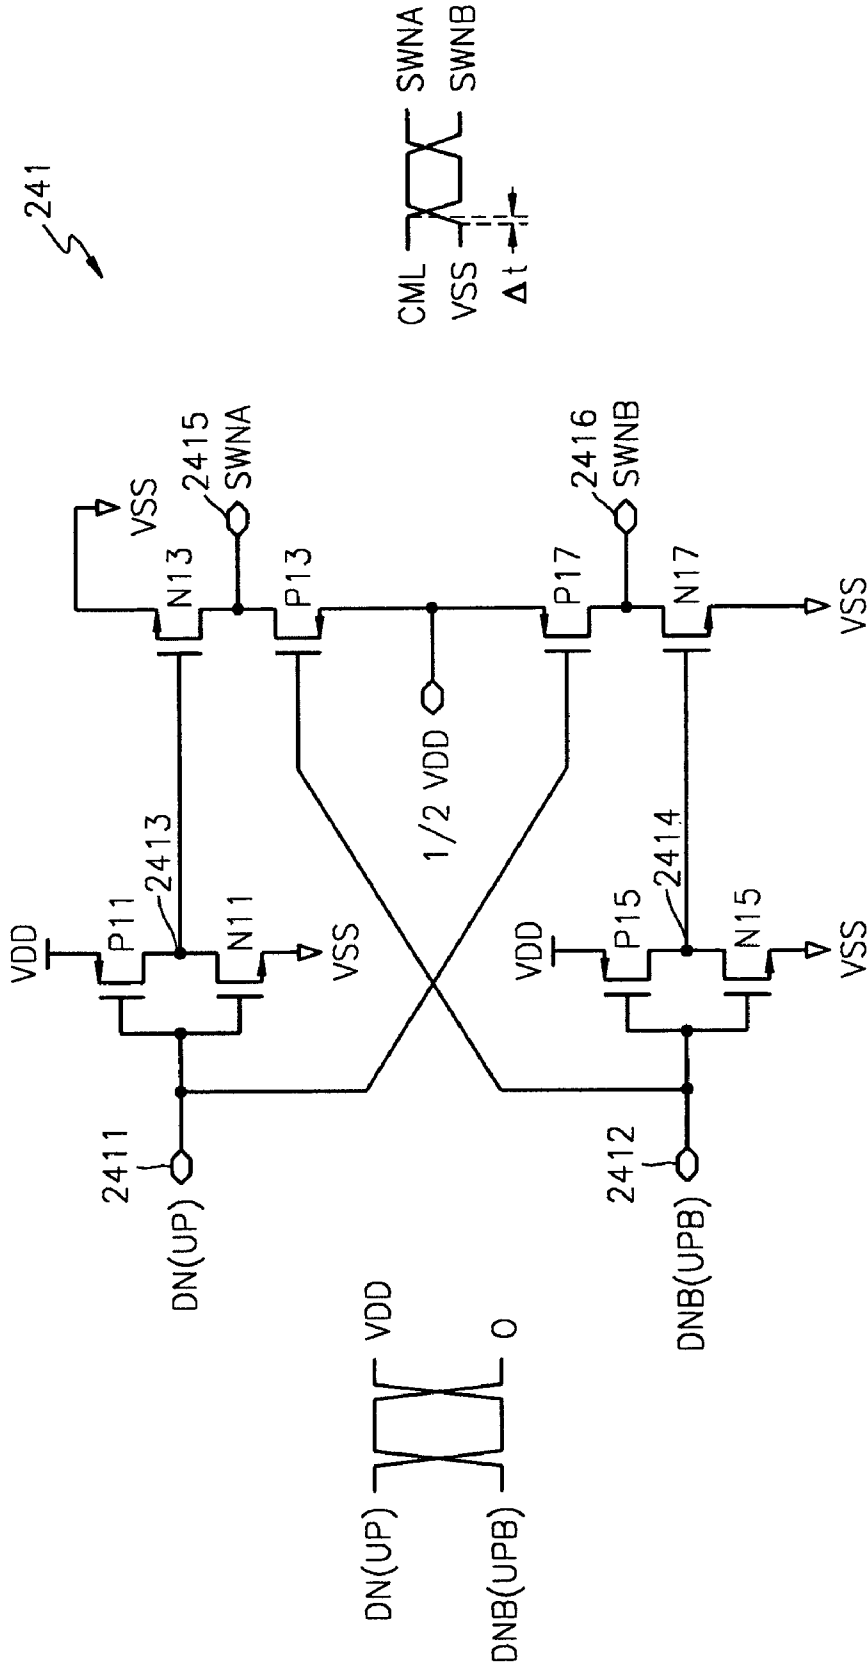 241
CML
VSS
Δt
SWNA
SWNB
VDD
P11
2413
N11
VSS
2411
DN(UP)
N13
VSS
2415
SWNA
P13
1/2 VDD
P17
2416
SWNB
N17
VSS
VDD
P15
2414
N15
VSS
2412
DNB(UPB)
DN(UP)
VDD
DNB(UPB)
0